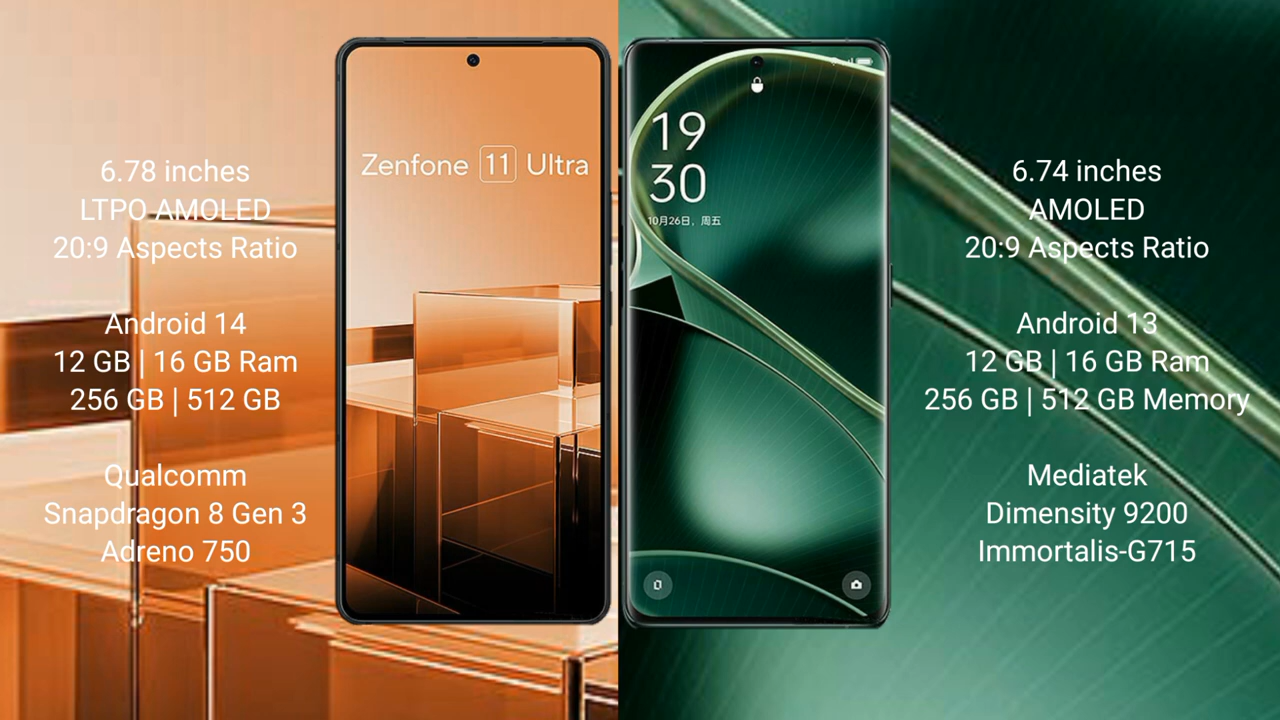 6.78 inches
LTPO AMOLED
20:9 Aspects Ratio
Android 14
12 GB | 16 GB Ram
256 GB | 512 GB
Qualcomm
Snapdragon 8 Gen 3
Adreno 750
Zenfone 11 Ultra
19
30
10月26日，周五
6.74 inches
AMOLED
20:9 Aspects Ratio
Android 13
12 GB | 16 GB Ram
256 GB | 512 GB Memory
Mediatek
Dimensity 9200
Immortalis-G715